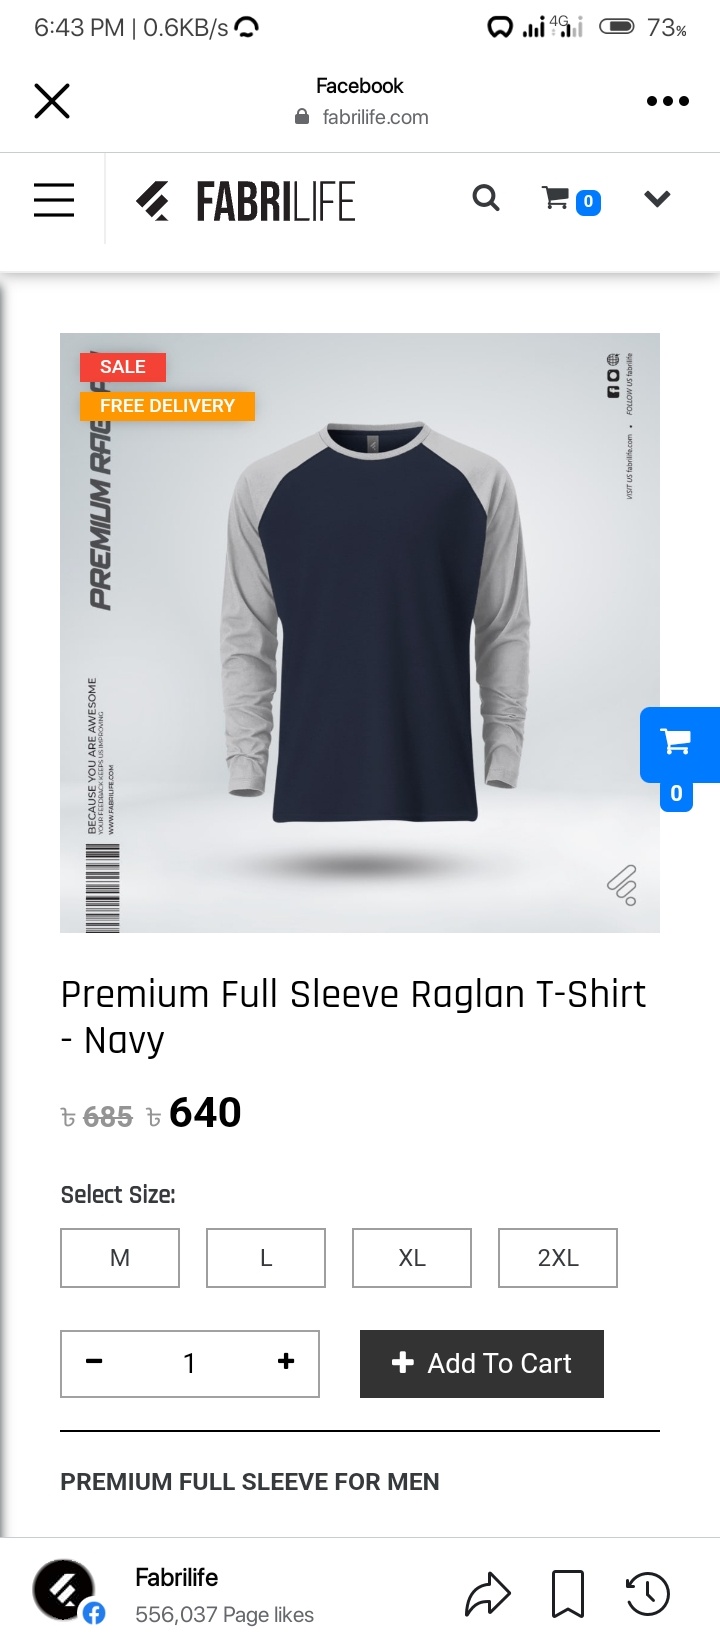 6:43 PM | 0.6KB/s
4G
73%
Facebook
fabrilife.com
FABRILIFE
0
SALE
FREE DELIVERY
VISIT US fabrilife.com • FOLLOW US fabrilife
BECAUSE YOU ARE AWESOME
YOUR FEEDBACK KEEPS US IMPROVING
WWW.FABRILIFE.COM
0
Premium Full Sleeve Raglan T-Shirt
- Navy
৳ 685 ৳ 640
Select Size:
M L XL 2XL
− 1 + + Add To Cart
PREMIUM FULL SLEEVE FOR MEN
Fabrilife
556,037 Page likes